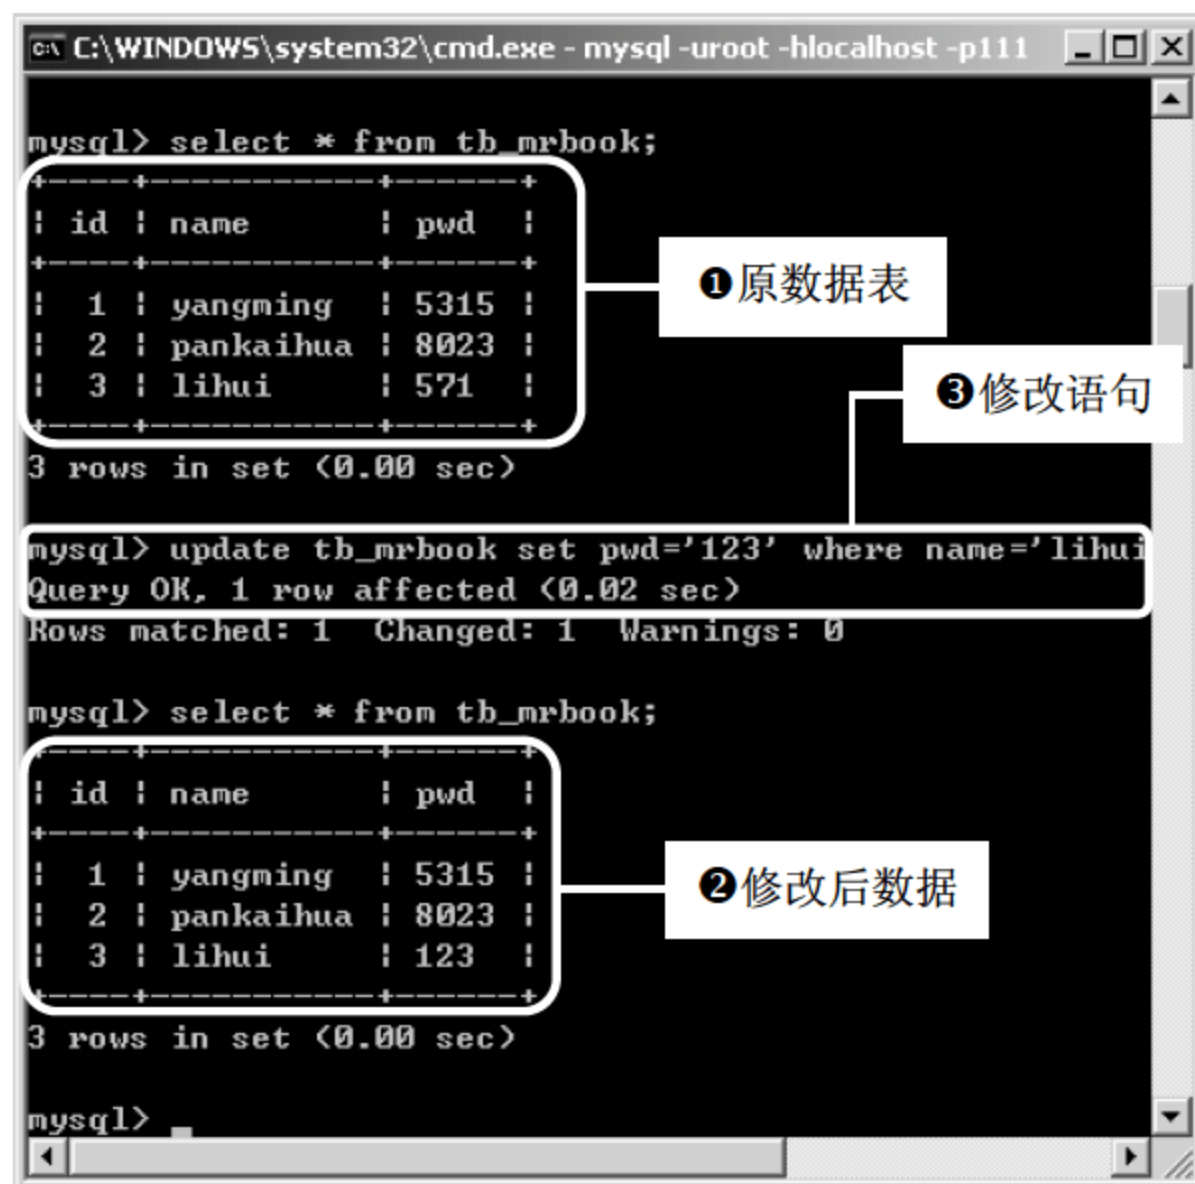 C:\WINDOWS\system32\cmd.exe - mysql -uroot -hlocalhost -p111
mysql> select * from tb_mrbook;
+----+------------+-------+
| id | name | pwd |
+----+------------+-------+
| 1 | yangming | 5315 |
| 2 | pankaihua | 8023 |
| 3 | lihui | 571 |
+----+------------+-------+
3 rows in set (0.00 sec)
❶原数据表
❸修改语句
mysql> update tb_mrbook set pwd='123' where name='lihui
Query OK, 1 row affected (0.02 sec)
Rows matched: 1 Changed: 1 Warnings: 0
mysql> select * from tb_mrbook;
+----+------------+-------+
| id | name | pwd |
+----+------------+-------+
| 1 | yangming | 5315 |
| 2 | pankaihua | 8023 |
| 3 | lihui | 123 |
+----+------------+-------+
❷修改后数据
3 rows in set (0.00 sec)
mysql> _